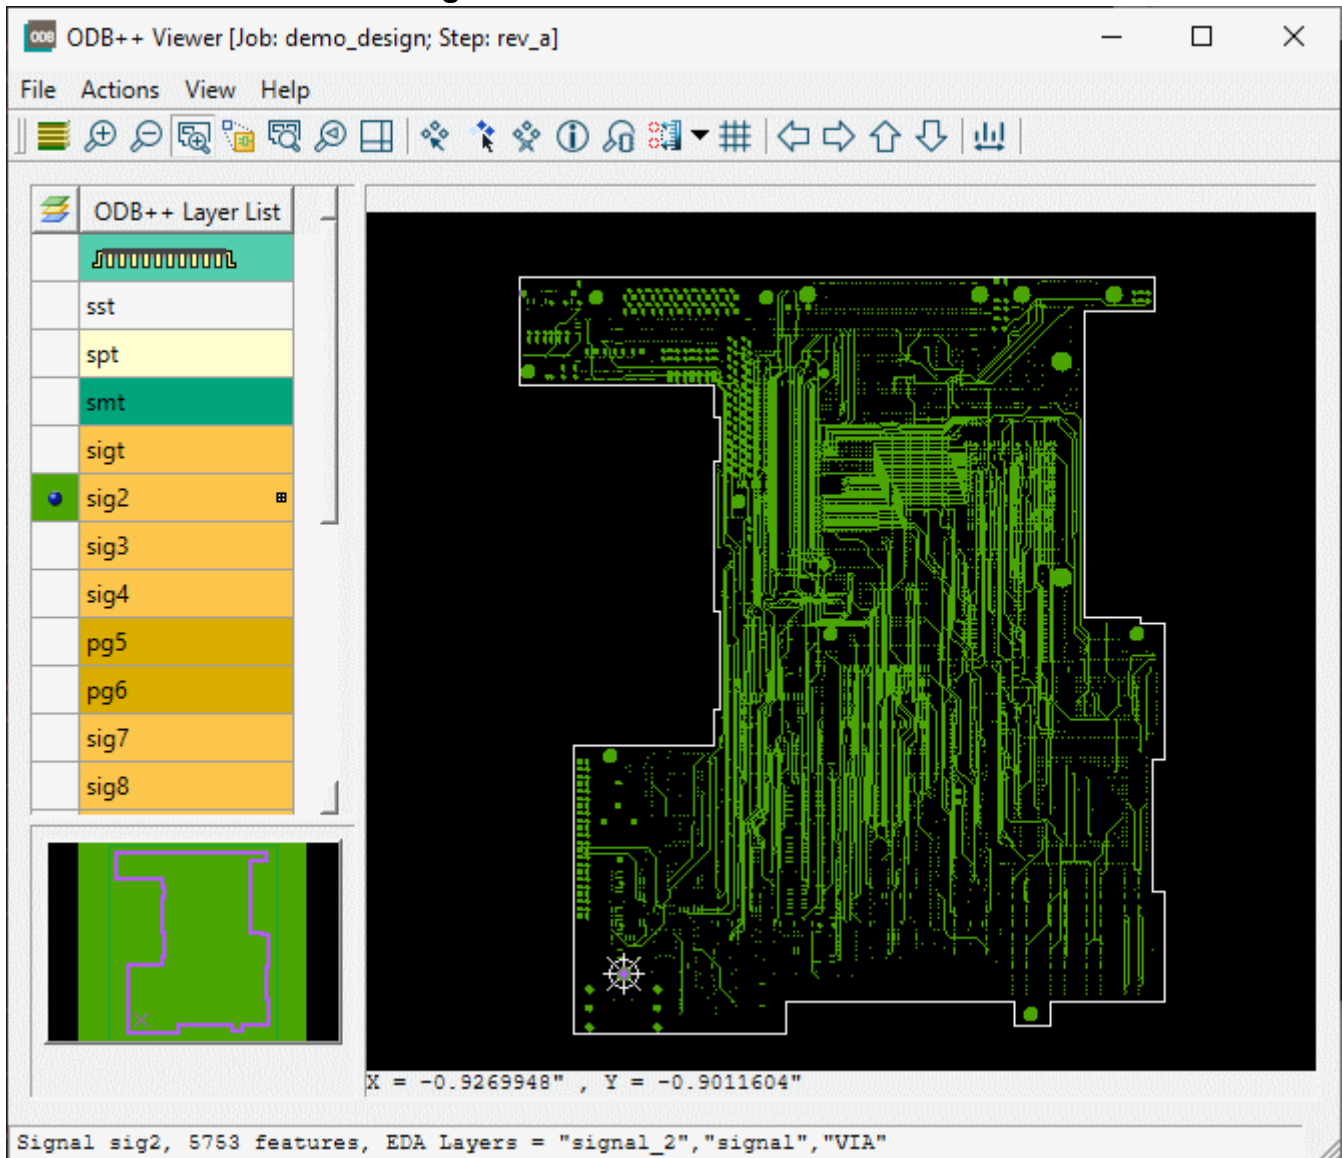 ODB++ Viewer [Job: demo_design; Step: rev_a]
File Actions View Help
ODB++ Layer List
sst
spt
smt
sigt
sig2
sig3
sig4
pg5
pg6
sig7
sig8
X = -0.9269948" , Y = -0.9011604"
Signal sig2, 5753 features, EDA Layers = "signal_2","signal","VIA"